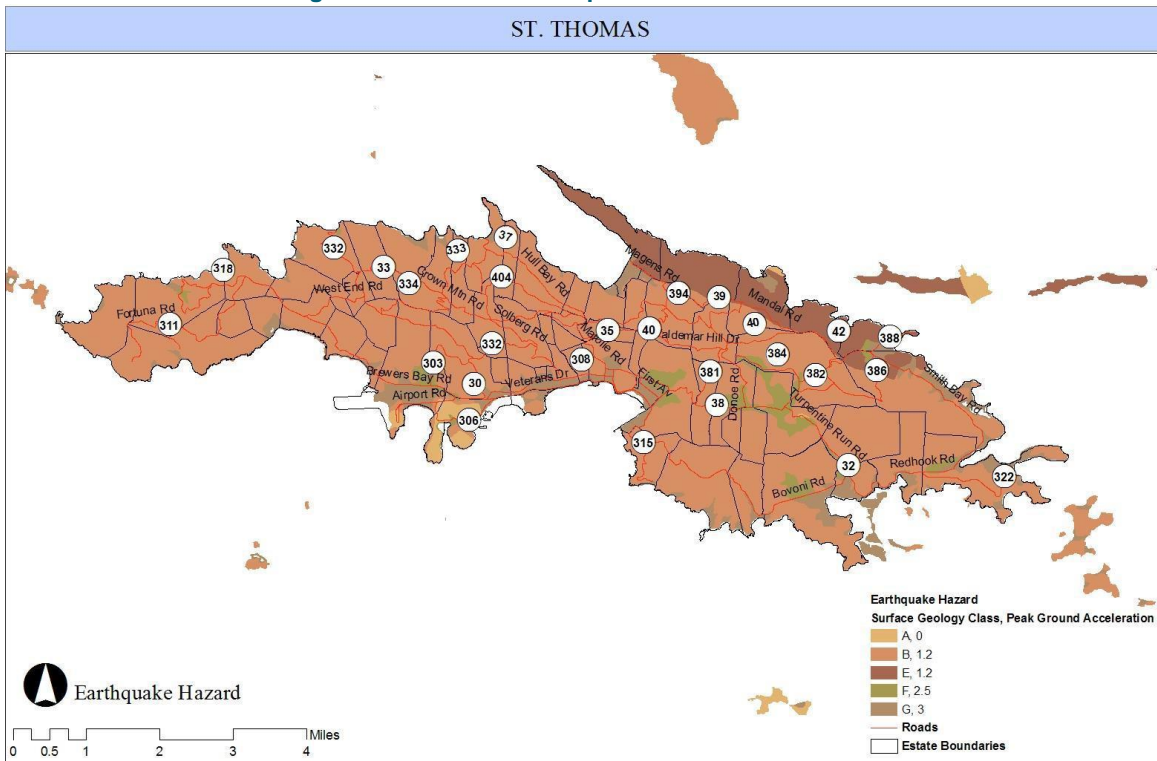 ST. THOMAS
37
332
333
318
Hull Bay Rd
33
Magens Rd
404
334
Crown Mtn Rd
West End Rd
394
39
Mandal Rd
Fortuna Rd
311
Solberg Rd
40
35
40
42
Mafolie Rd
aldemar Hill Dr
388
332
384
308
303
381
382
386
Smith Bay Rd
Brewers Bay Rd
30
Veterans Dr
First Av
Donoe Rd
Airport Rd
38
Turpentine Run Rd
306
315
32
Redhook Rd
322
Bovoni Rd
Earthquake Hazard
Surface Geology Class, Peak Ground Acceleration
A, 0
B, 1.2
E, 1.2
F, 2.5
G, 3
Roads
Estate Boundaries
Earthquake Hazard
Miles
0 0.5 1 2 3 4